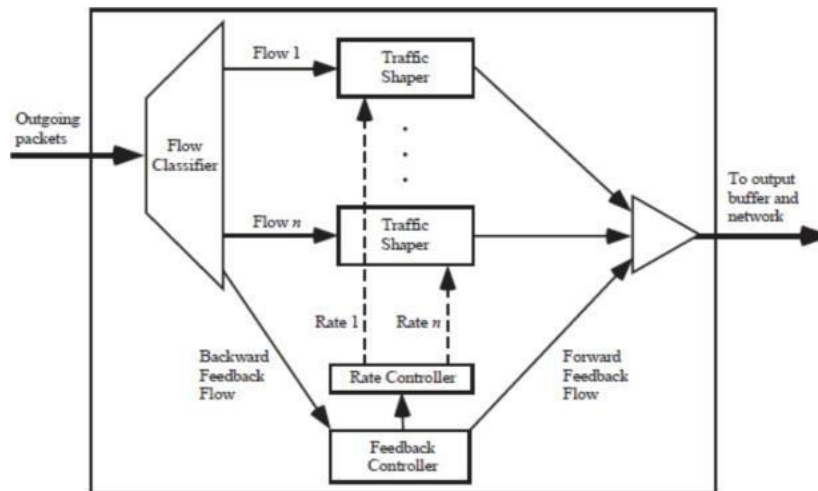 Flow 1
Traffic
Shaper
Outgoing
packets
Flow
Classifier
To output
buffer and
network
Flow n
Traffic
Shaper
Rate 1
Rate n
Backward
Feedback
Flow
Rate Controller
Forward
Feedback
Flow
Feedback
Controller